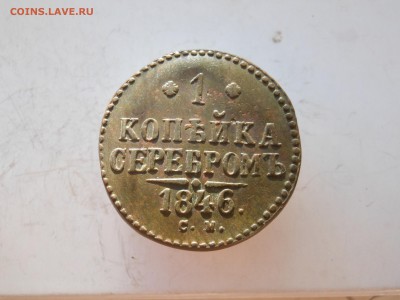 COINS.LAVE.RU
1
КОПѢЙКА
СЕРЕБРОМЪ
1846.
С. М.